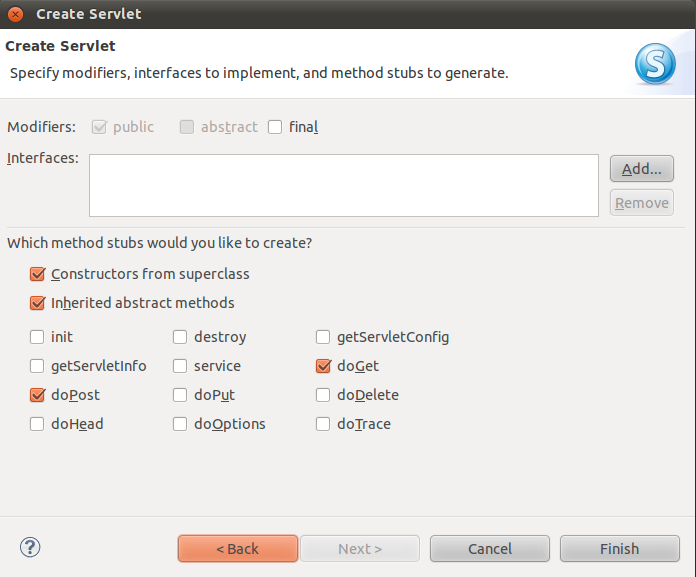 Create Servlet
Create Servlet
Specify modifiers, interfaces to implement, and method stubs to generate.
S
Modifiers: public abstract final
Interfaces:
Add...
Remove
Which method stubs would you like to create?
Constructors from superclass
Inherited abstract methods
init destroy getServletConfig
getServletInfo service doGet
doPost doPut doDelete
doHead doOptions doTrace
? < Back Next > Cancel Finish